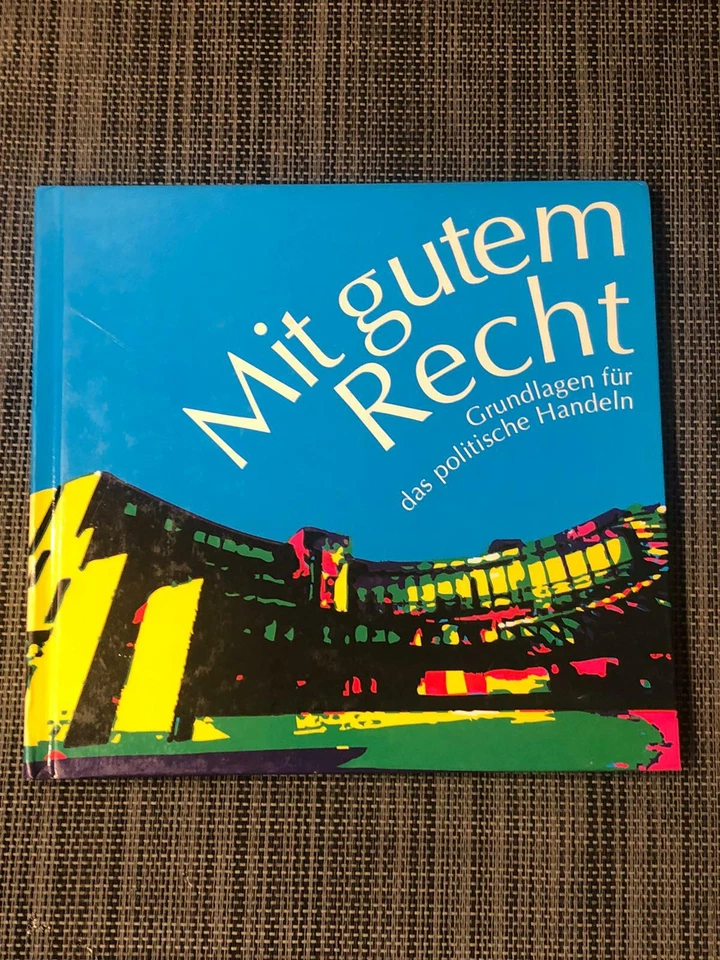 Mit gutem
Recht
Grundlagen für
das politische Handeln